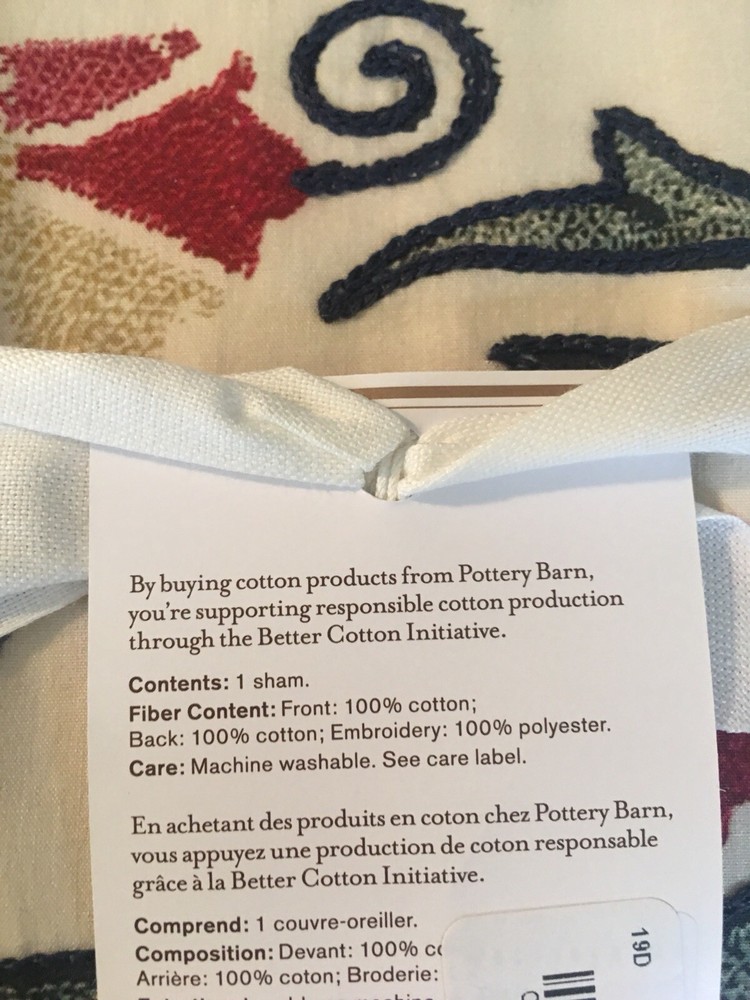 By buying cotton products from Pottery Barn,
you're supporting responsible cotton production
through the Better Cotton Initiative.
Contents: 1 sham.
Fiber Content: Front: 100% cotton;
Back: 100% cotton; Embroidery: 100% polyester.
Care: Machine washable. See care label.
En achetant des produits en coton chez Pottery Barn,
vous appuyez une production de coton responsable
grâce à la Better Cotton Initiative.
Comprend: 1 couvre-oreiller.
Composition: Devant: 100% co
Arrière: 100% coton; Broderie:
19D